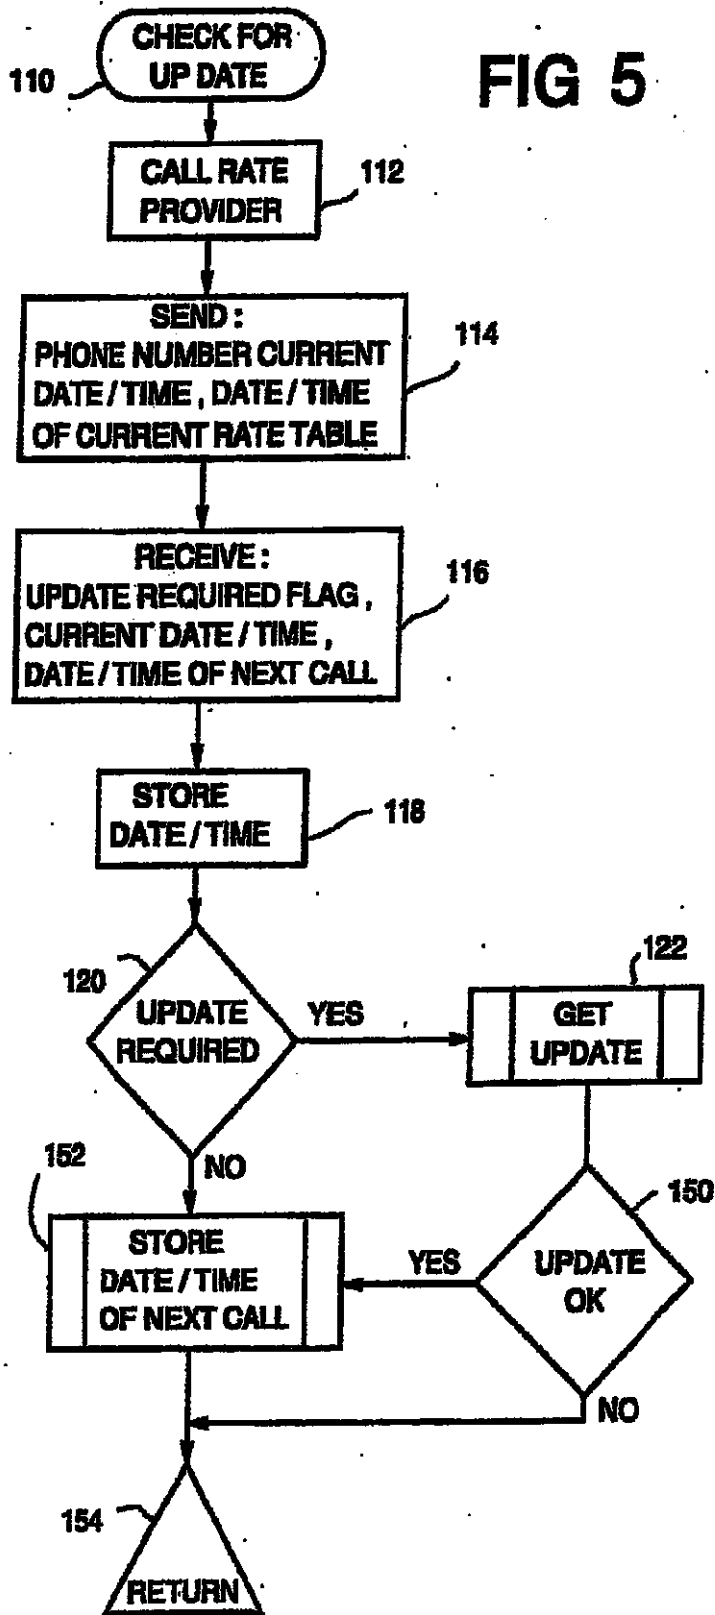 CHECK FOR
UP DATE
110
FIG 5
CALL RATE
PROVIDER
112
SEND :
PHONE NUMBER CURRENT
DATE / TIME , DATE / TIME
OF CURRENT RATE TABLE
114
RECEIVE :
UPDATE REQUIRED FLAG ,
CURRENT DATE / TIME ,
DATE / TIME OF NEXT CALL
116
STORE
DATE / TIME
118
120
UPDATE
REQUIRED
YES
122
GET
UPDATE
NO
152
STORE
DATE / TIME
OF NEXT CALL
YES
150
UPDATE
OK
NO
154
RETURN